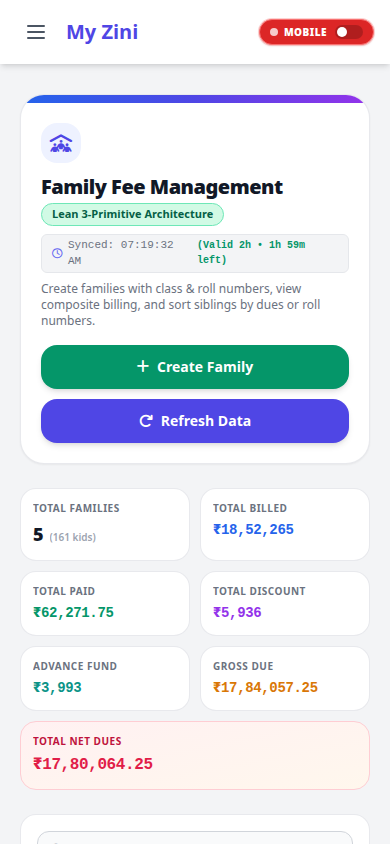 My Zini
MOBILE
Family Fee Management
Lean 3-Primitive Architecture
Synced: 07:19:32 AM
(Valid 2h • 1h 59m left)
Create families with class & roll numbers, view
composite billing, and sort siblings by dues or roll
numbers.
Create Family
Refresh Data
TOTAL FAMILIES
5 (161 kids)
TOTAL BILLED
₹18,52,265
TOTAL PAID
₹62,271.75
TOTAL DISCOUNT
₹5,936
ADVANCE FUND
₹3,993
GROSS DUE
₹17,84,057.25
TOTAL NET DUES
₹17,80,064.25